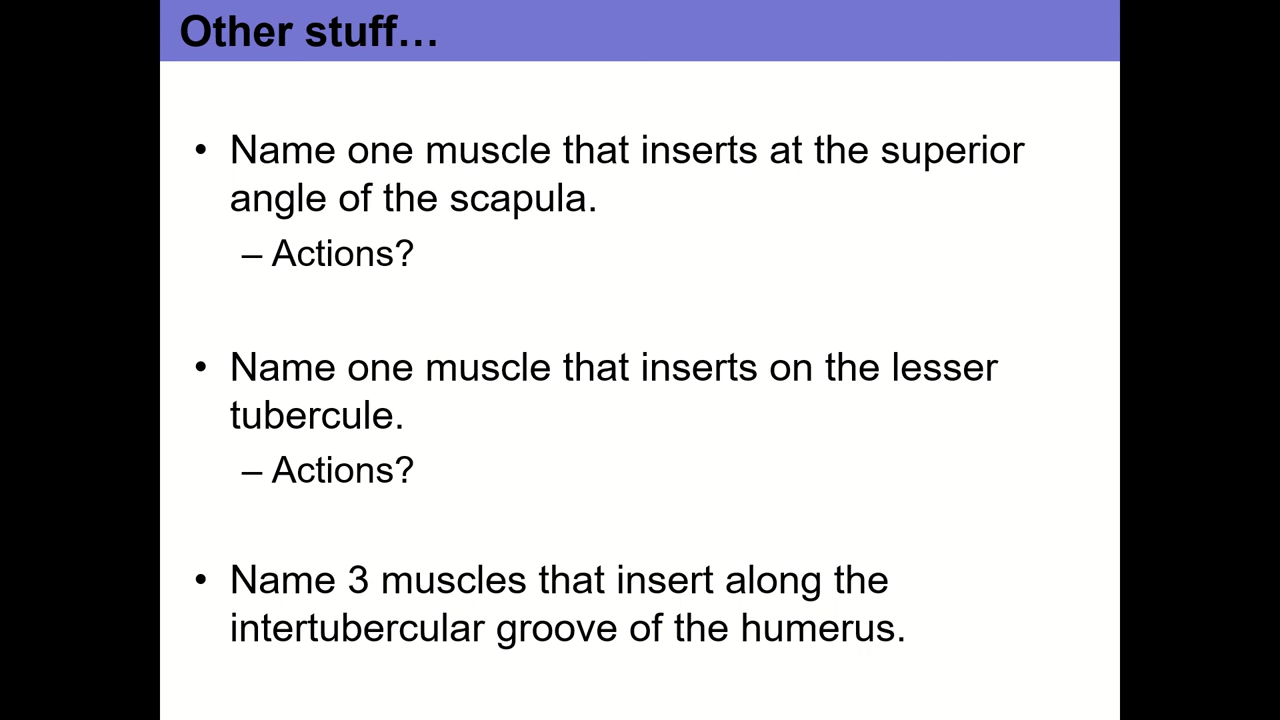 Other stuff…
• Name one muscle that inserts at the superior
angle of the scapula.
– Actions?
• Name one muscle that inserts on the lesser
tubercule.
– Actions?
• Name 3 muscles that insert along the
intertubercular groove of the humerus.